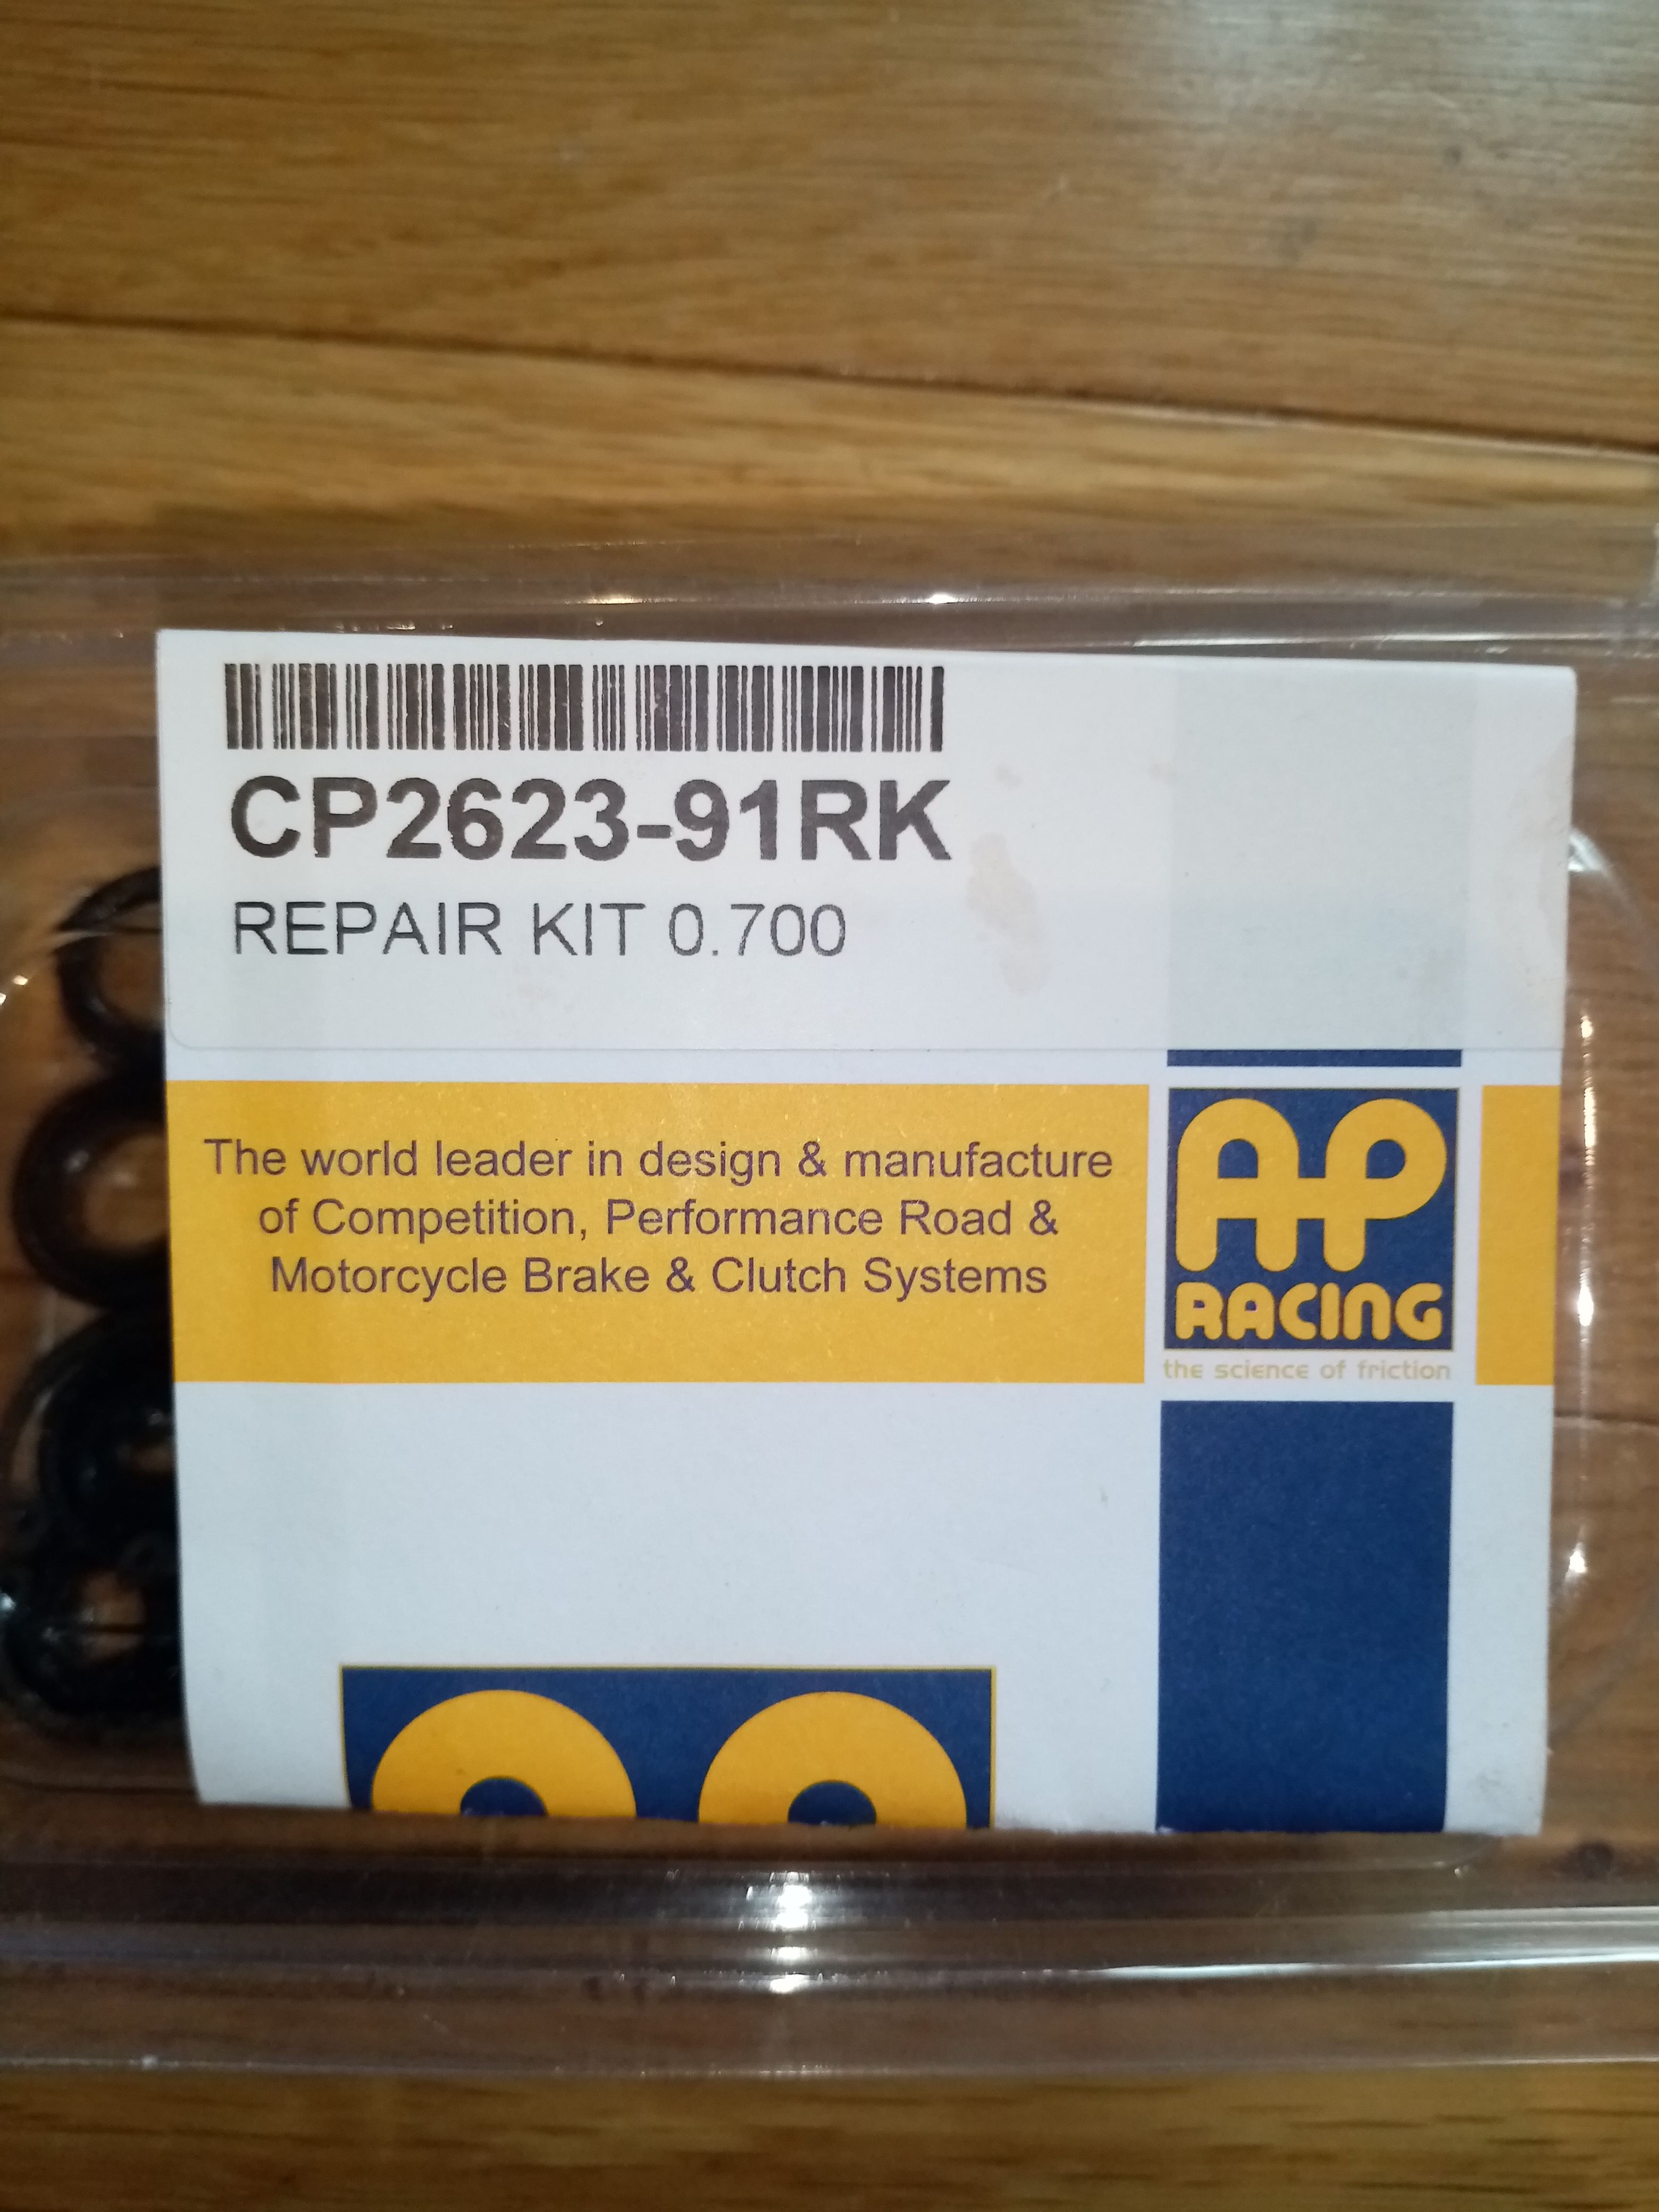 CP2623-91RK
REPAIR KIT 0.700
The world leader in design & manufacture
of Competition, Performance Road &
Motorcycle Brake & Clutch Systems
AP
RACING
the science of friction